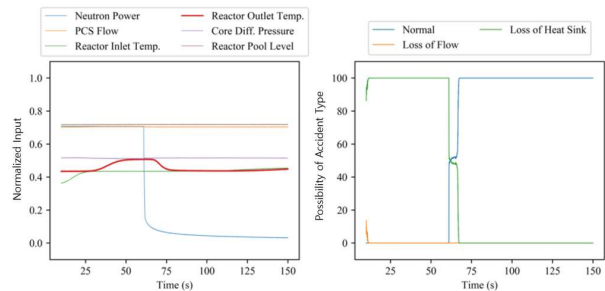 Neutron Power
PCS Flow
Reactor Inlet Temp.
Reactor Outlet Temp.
Core Diff. Pressure
Reactor Pool Level
Normalized Input
1.0
0.8
0.6
0.4
0.2
0.0
25
50
75
100
125
150
Time (s)
Normal
Loss of Flow
Loss of Heat Sink
Possibility of Accident Type
100
80
60
40
20
0
25
50
75
100
125
150
Time (s)